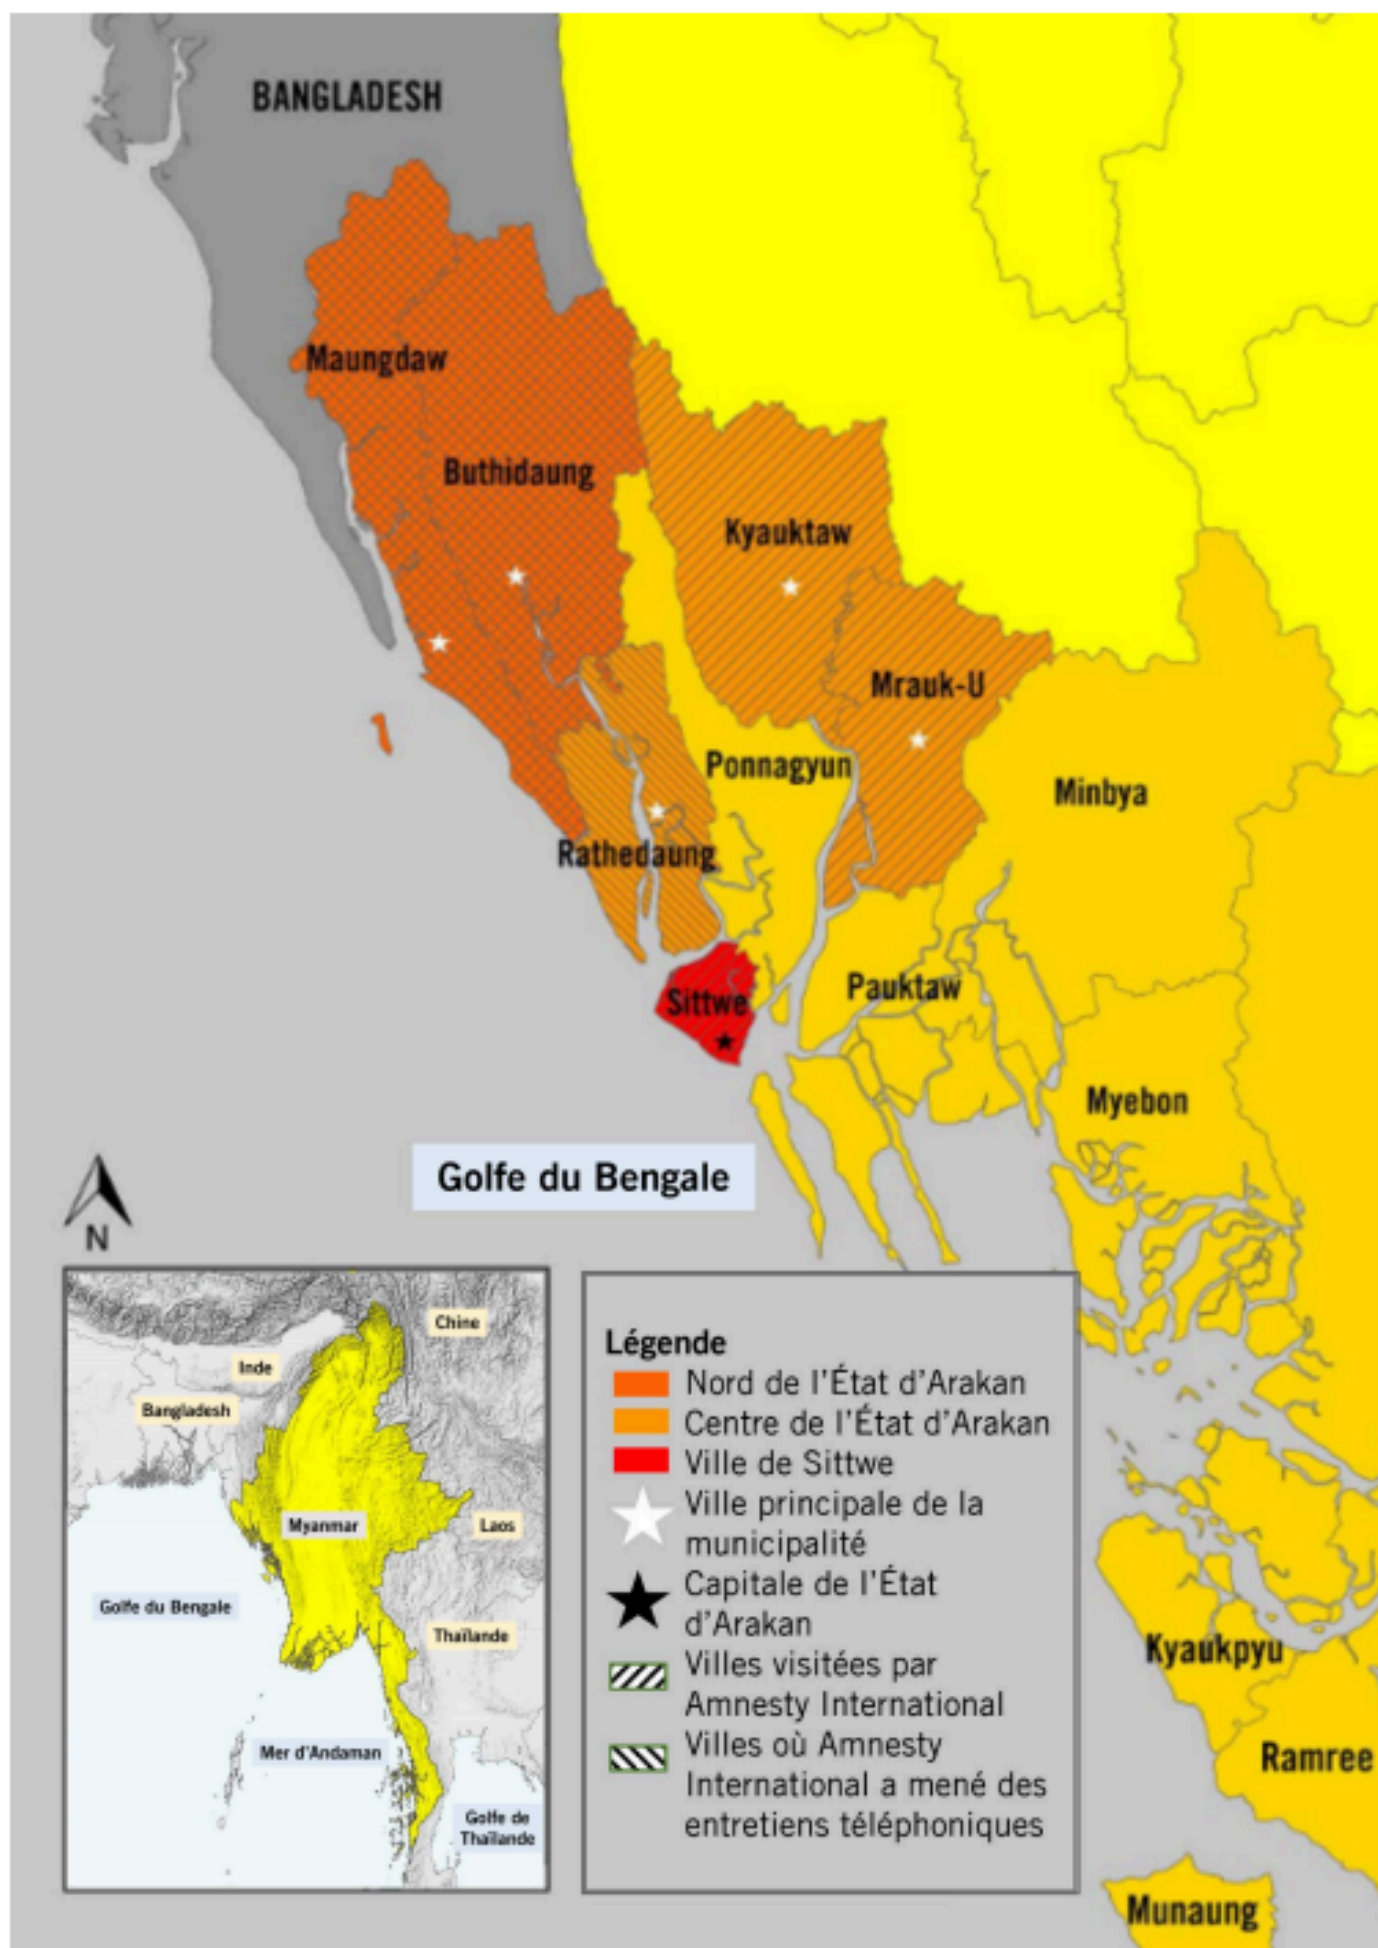 BANGLADESH
Maungdaw
Buthidaung
Kyauktaw
Mrauk-U
Ponnagyun
Minbya
Rathedaung
Pauktaw
Sittwe
Myebon
Golfe du Bengale
N
Chine
Inde
Bangladesh
Myanmar
Laos
Golfe du Bengale
Thaïlande
Mer d'Andaman
Golfe de
Thaïlande
Légende
Nord de l'État d'Arakan
Centre de l'État d'Arakan
Ville de Sittwe
Ville principale de la
municipalité
Capitale de l'État
d'Arakan
Villes visitées par
Amnesty International
Villes où Amnesty
International a mené des
entretiens téléphoniques
Kyaukpyu
Ramree
Munaung